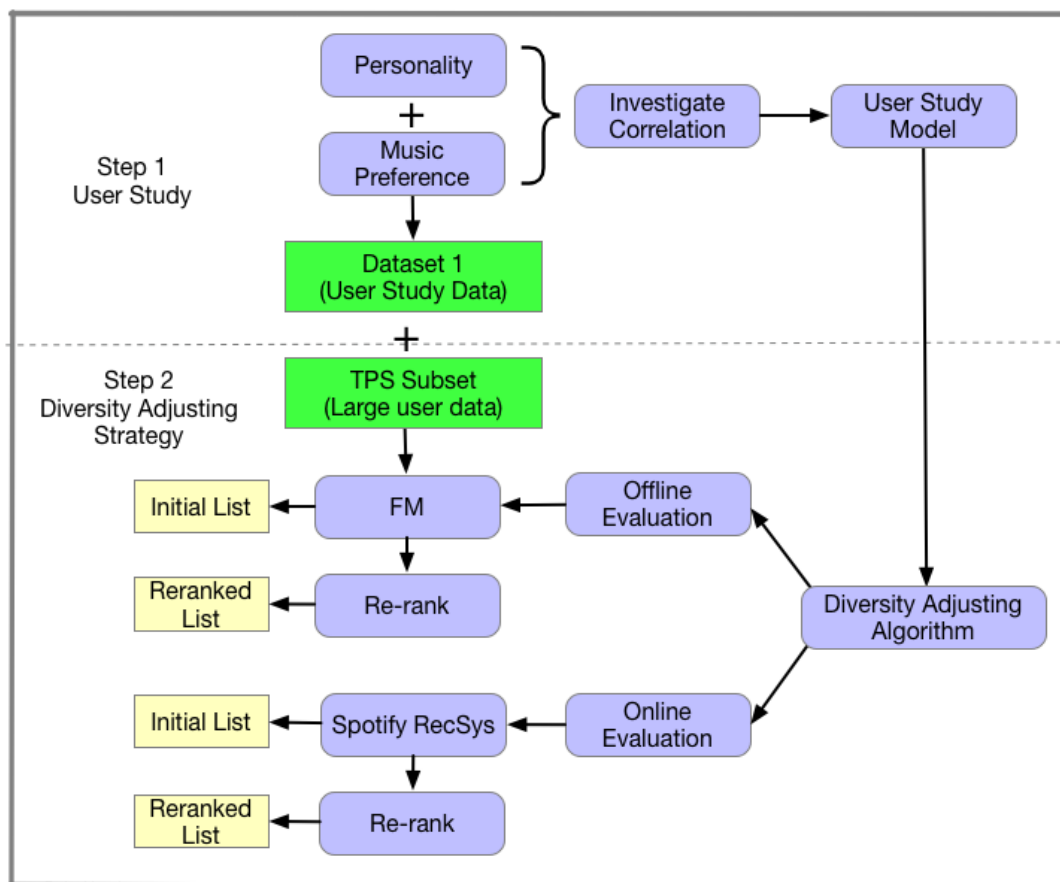 Personality
+
Music
Preference
Investigate
Correlation
User Study
Model
Step 1
User Study
Dataset 1
(User Study Data)
+
Step 2
Diversity Adjusting
Strategy
TPS Subset
(Large user data)
Initial List
FM
Offline
Evaluation
Reranked
List
Re-rank
Diversity Adjusting
Algorithm
Initial List
Spotify RecSys
Online
Evaluation
Reranked
List
Re-rank